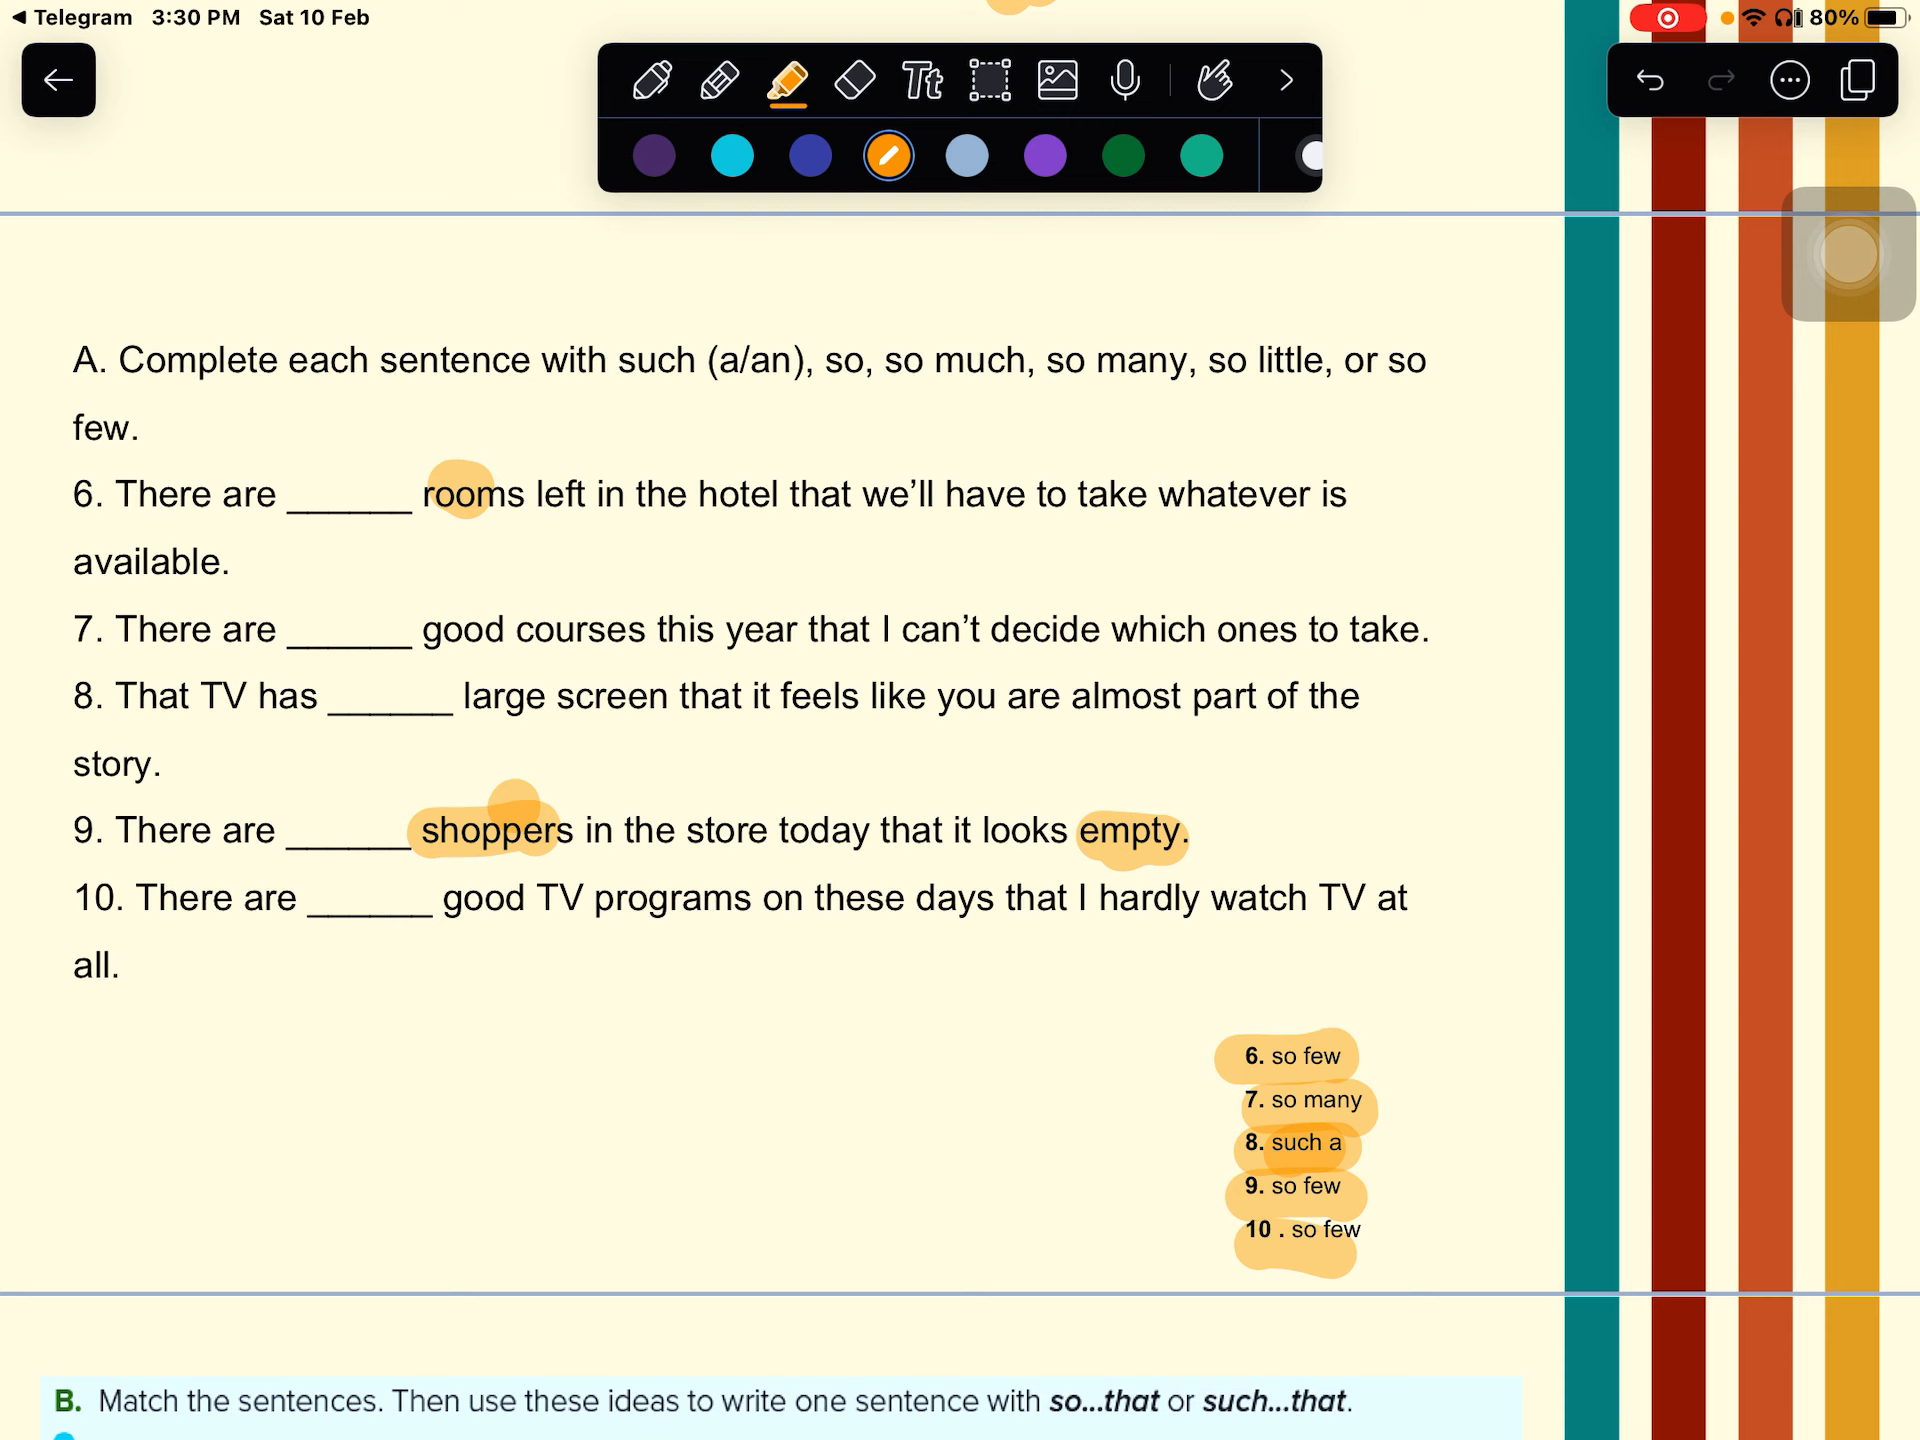 Telegram 3:30 PM Sat 10 Feb
80%
Tt
A. Complete each sentence with such (a/an), so, so much, so many, so little, or so
few.
6. There are ______ rooms left in the hotel that we’ll have to take whatever is
available.
7. There are ______ good courses this year that I can’t decide which ones to take.
8. That TV has ______ large screen that it feels like you are almost part of the
story.
9. There are ______ shoppers in the store today that it looks empty.
10. There are ______ good TV programs on these days that I hardly watch TV at
all.
6. so few
7. so many
8. such a
9. so few
10 . so few
B. Match the sentences. Then use these ideas to write one sentence with so...that or such...that.